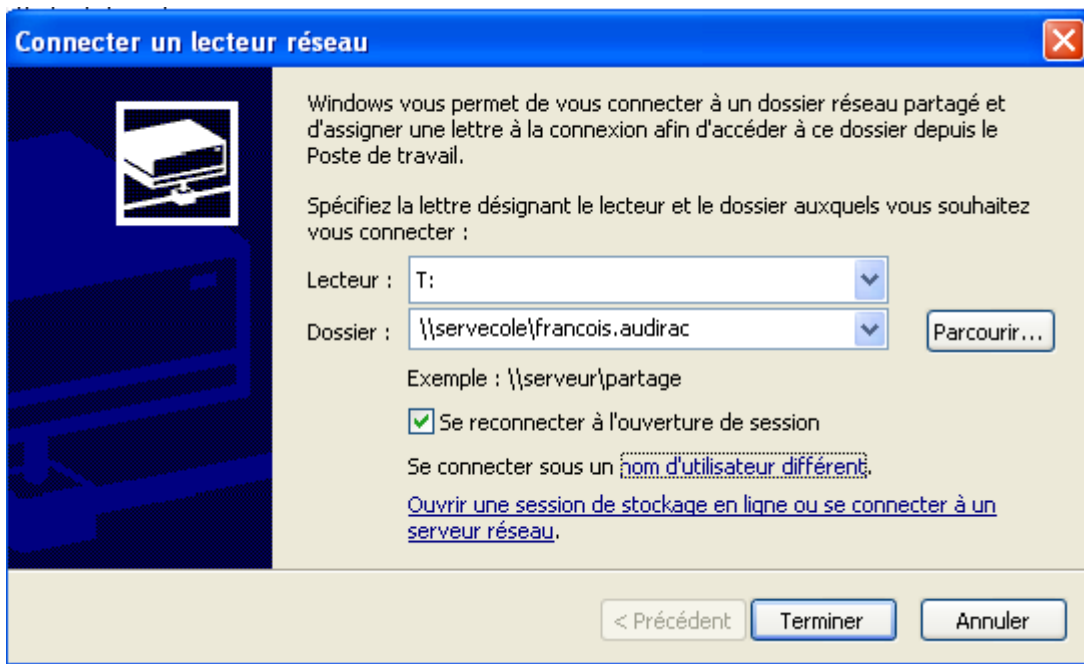 Connecter un lecteur réseau
Windows vous permet de vous connecter à un dossier réseau partagé et
d'assigner une lettre à la connexion afin d'accéder à ce dossier depuis le
Poste de travail.
Spécifiez la lettre désignant le lecteur et le dossier auxquels vous souhaitez
vous connecter :
Lecteur : T:
Dossier : \\servecole\francois.audirac Parcourir...
Exemple : \\serveur\partage
Se reconnecter à l'ouverture de session
Se connecter sous un nom d'utilisateur différent.
Ouvrir une session de stockage en ligne ou se connecter à un
serveur réseau.
< Précédent Terminer Annuler